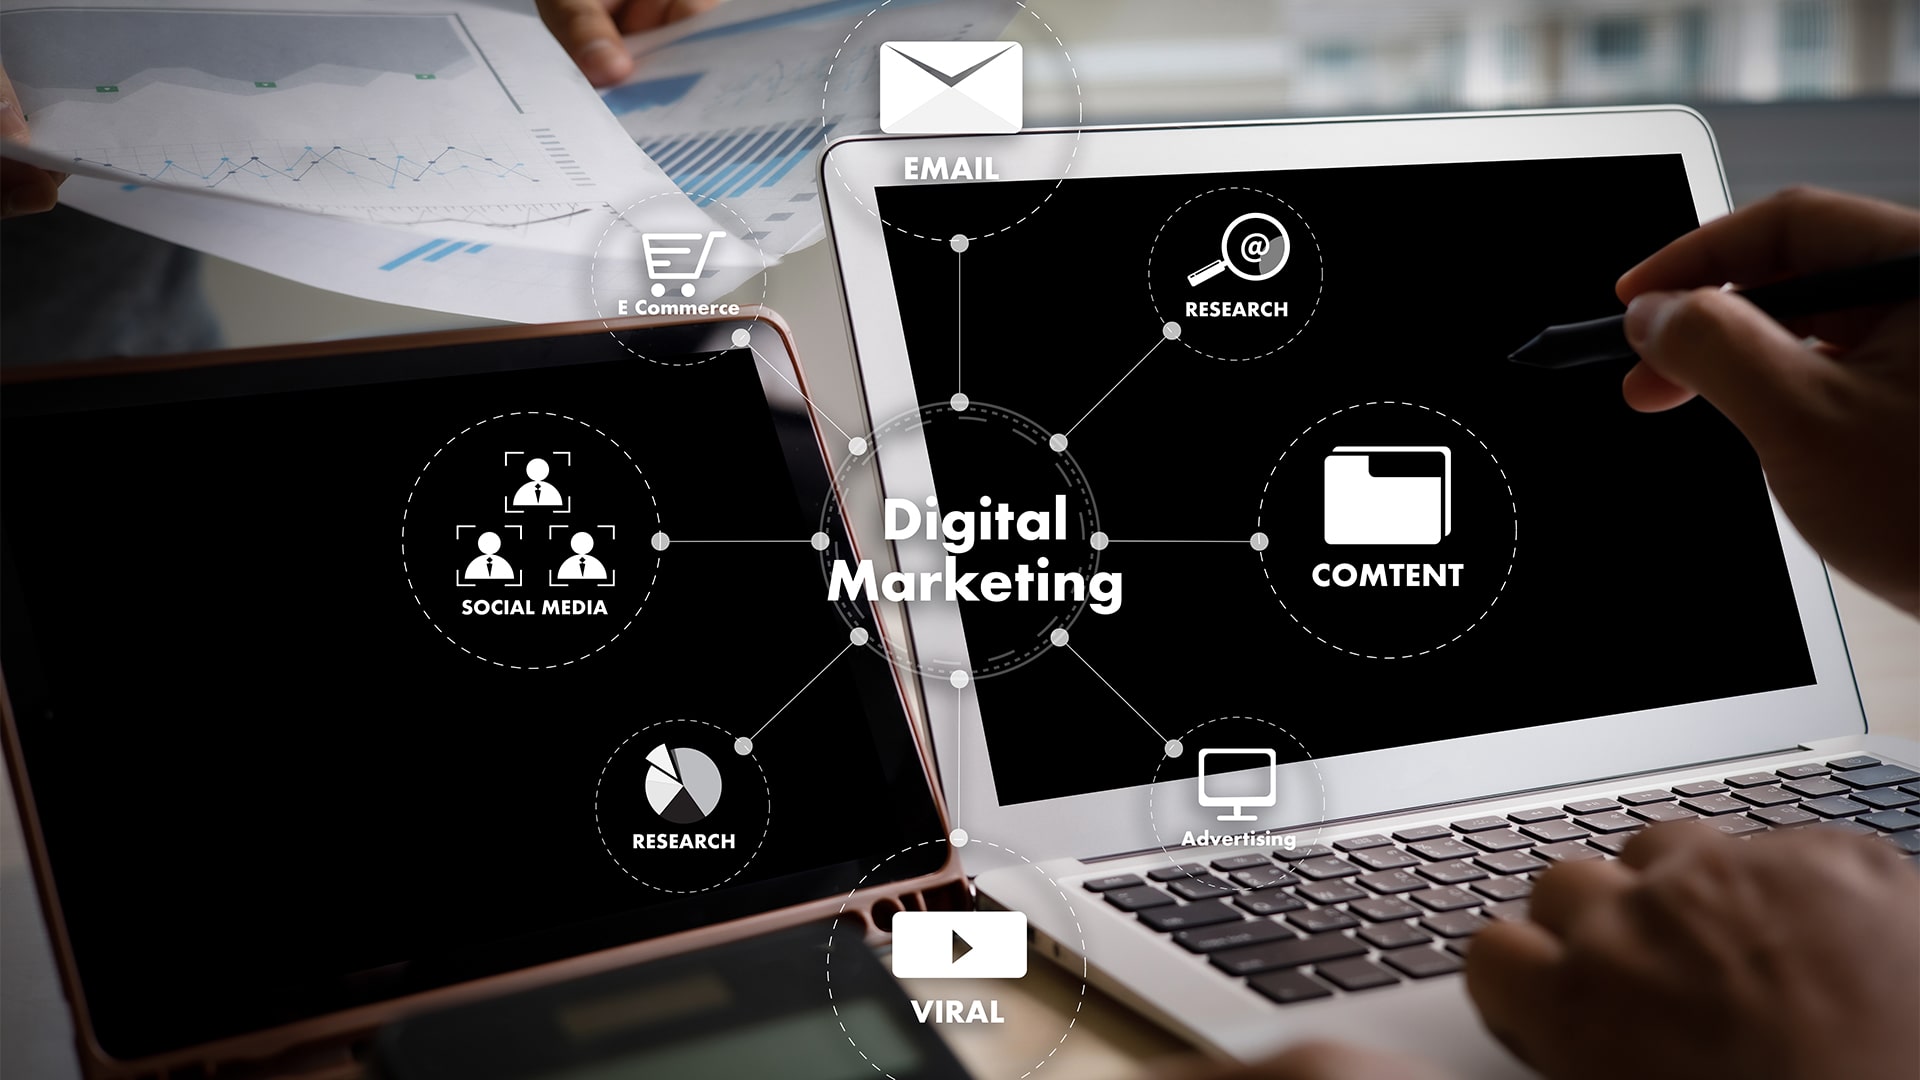 EMAIL
E Commerce
RESEARCH
SOCIAL MEDIA
Digital
Marketing
COMTENT
RESEARCH
Advertising
VIRAL